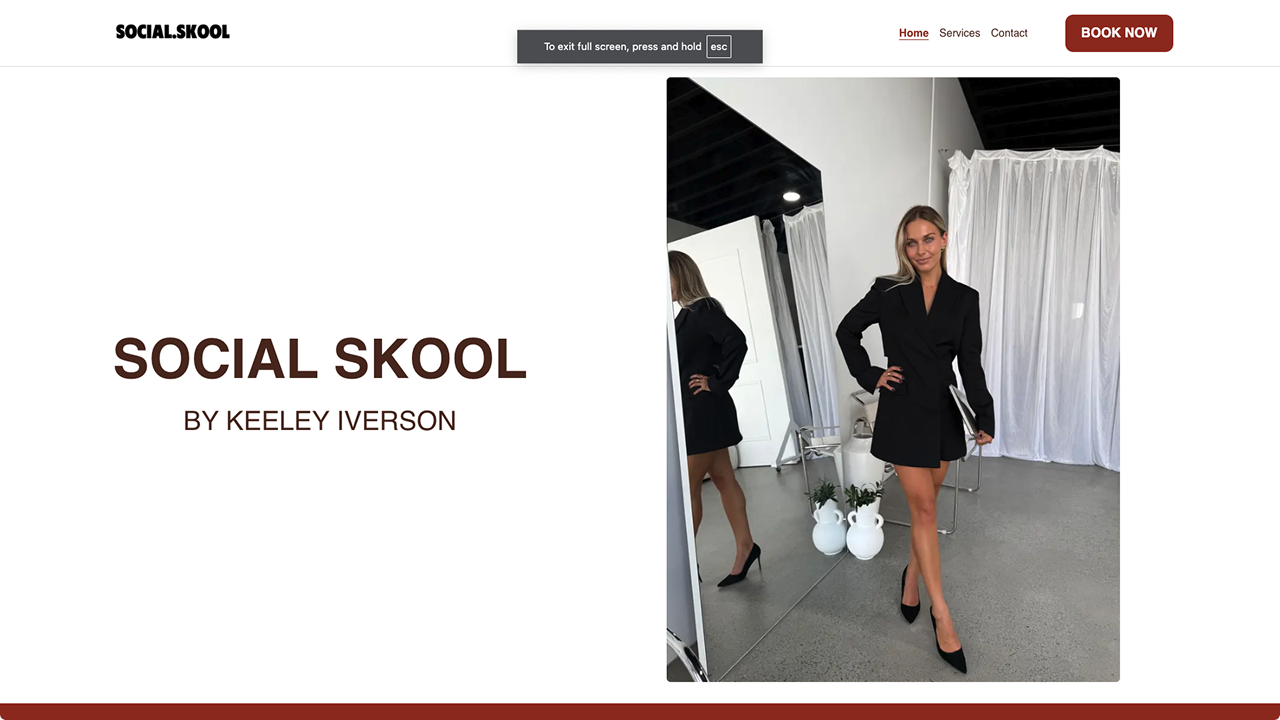 SOCIAL.SKOOL
To exit full screen, press and hold esc
Home Services Contact
BOOK NOW
SOCIAL SKOOL
BY KEELEY IVERSON